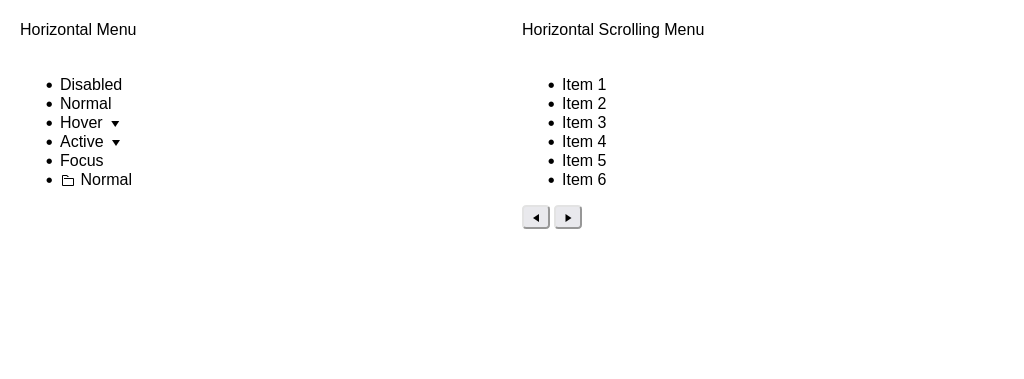 Horizontal Menu
Disabled
Normal
Hover
Active
Focus
Normal
Horizontal Scrolling Menu
Item 1
Item 2
Item 3
Item 4
Item 5
Item 6